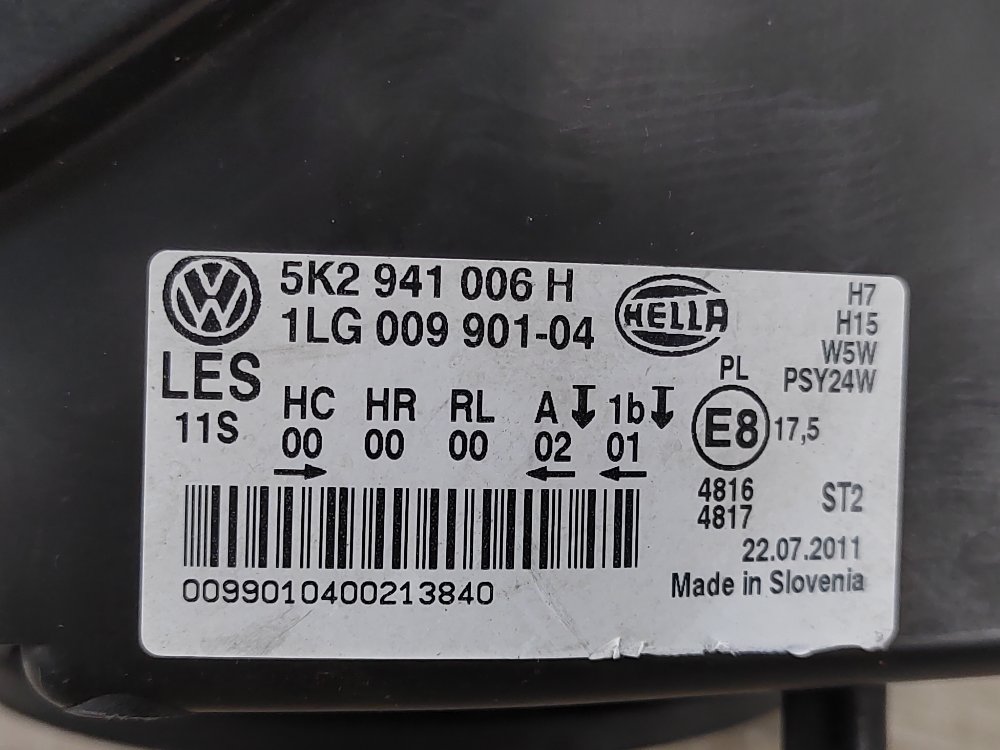 5K2 941 006 H
1LG 009 901-04
HELLA
H7
H15
W5W
PSY24W
LES
11S
HC HR RL A 1b
00 00 00 02 01
PL
E8 17,5
4816
4817
ST2
22.07.2011
Made in Slovenia
0099010400213840